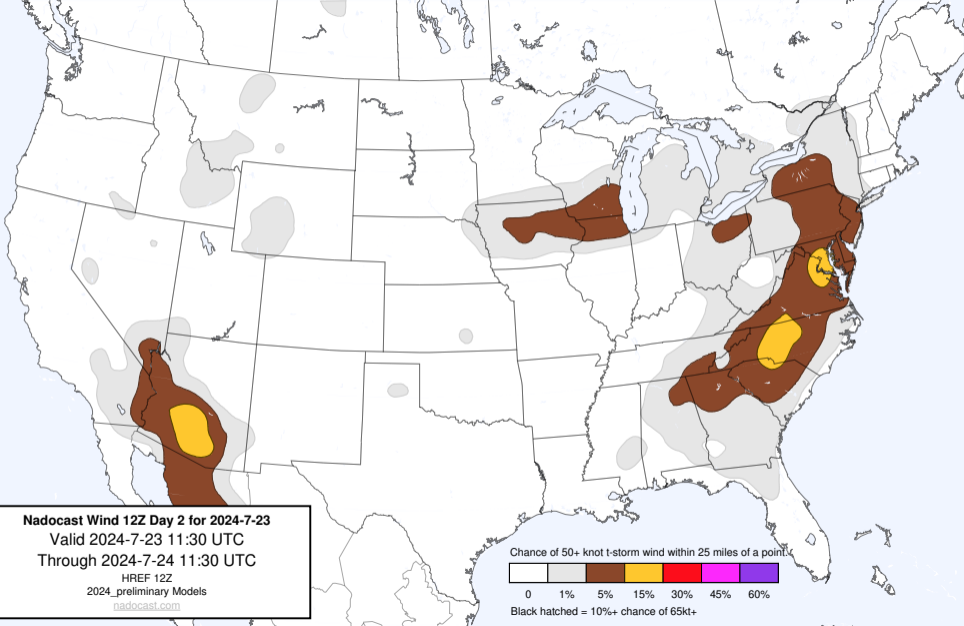 Nadocast Wind 12Z Day 2 for 2024-7-23
Valid 2024-7-23 11:30 UTC
Through 2024-7-24 11:30 UTC
HREF 12Z
2024_preliminary Models
nadocast.com
Chance of 50+ knot t-storm wind within 25 miles of a point.
0 1% 5% 15% 30% 45% 60%
Black hatched = 10%+ chance of 65kt+